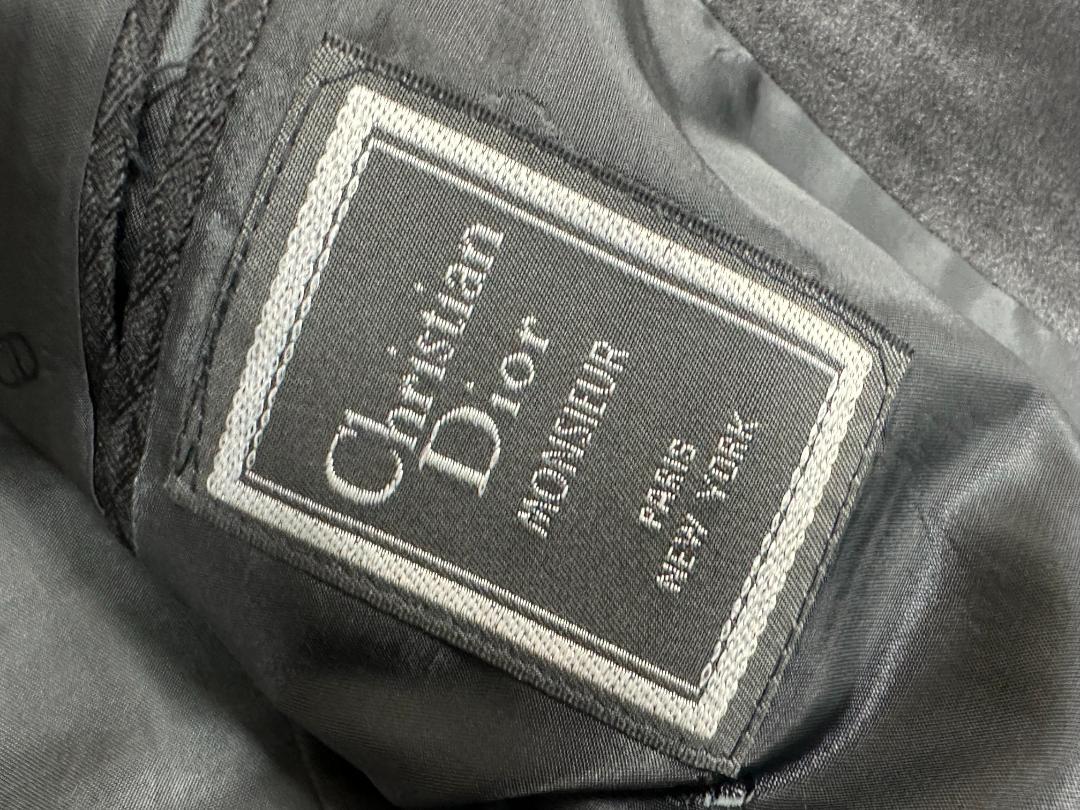 Christian
Dior
MONSIEUR
PARIS
NEW YORK